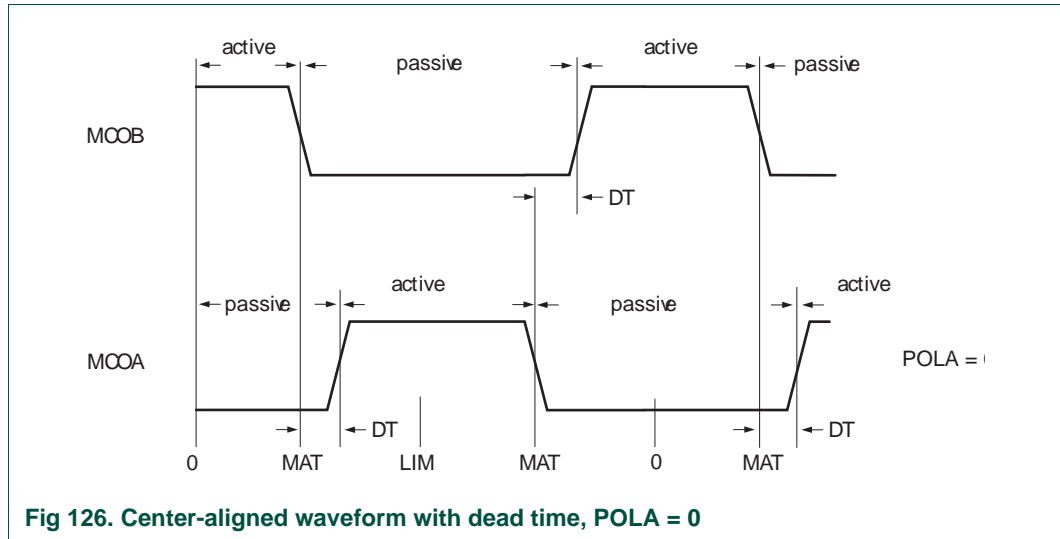 active
passive
active
passive
MCOB
DT
active
passive
passive
active
MCOA
POLA =
DT
DT
0
MAT
LIM
MAT
0
MAT
Fig 126. Center-aligned waveform with dead time, POLA = 0